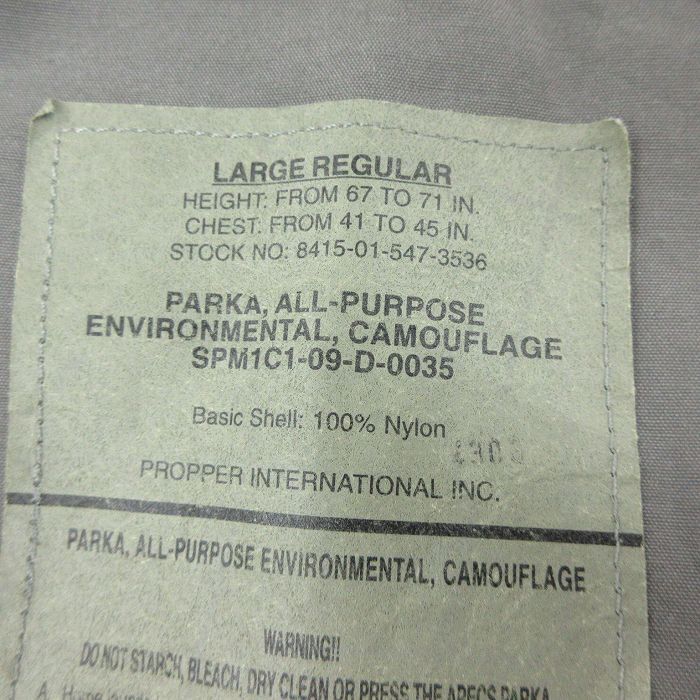 LARGE REGULAR
HEIGHT: FROM 67 TO 71 IN.
CHEST: FROM 41 TO 45 IN.
STOCK NO: 8415-01-547-3536
PARKA, ALL-PURPOSE
ENVIRONMENTAL, CAMOUFLAGE
SPM1C1-09-D-0035
Basic Shell: 100% Nylon
PROPPER INTERNATIONAL INC.
PARKA, ALL-PURPOSE ENVIRONMENTAL, CAMOUFLAGE
WARNING!!
DO NOT STARCH, BLEACH, DRY CLEAN OR PRESS THE APECS PARKA